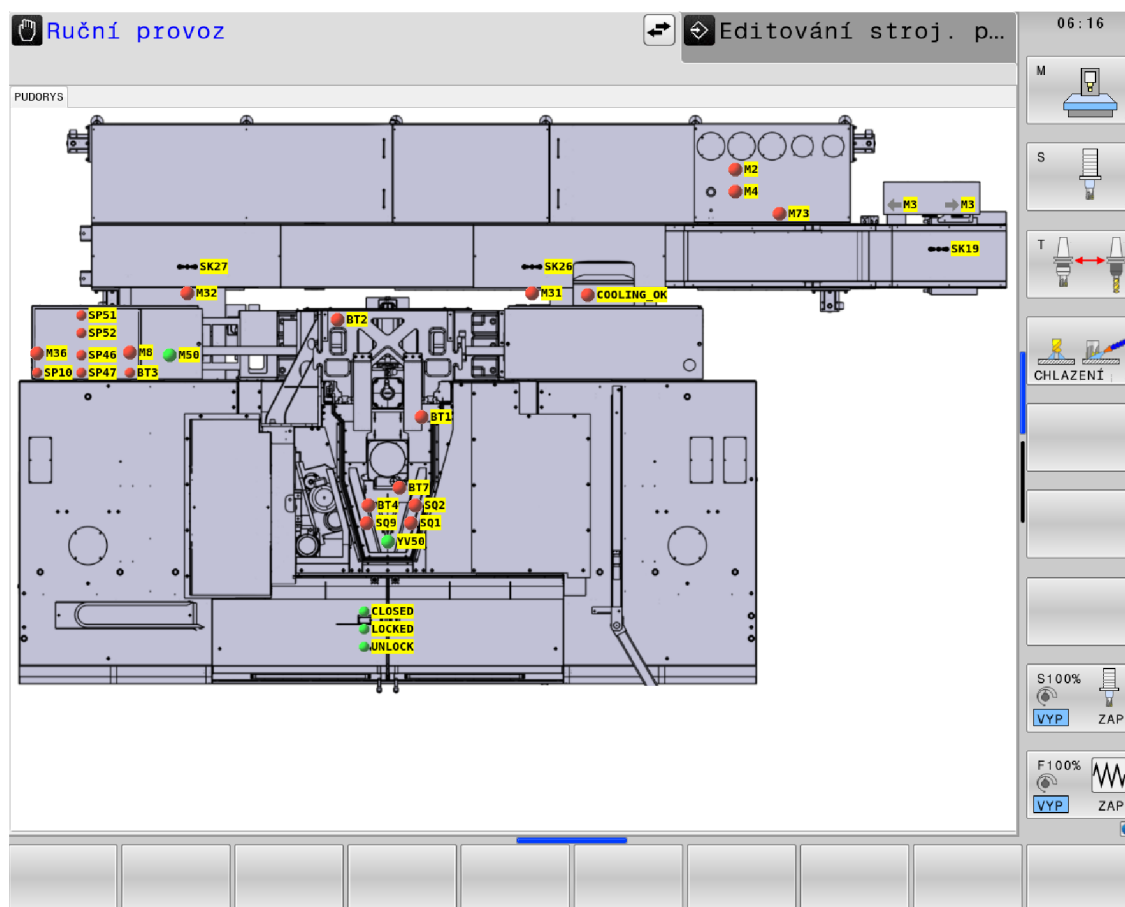 Ruční provoz
Editování stroj. p...
06:16
PUDORYS
M
S
T
CHLAZENÍ
S100%
VYP ZAP
F100%
VYP ZAP
M2
M4
M73
M3 M3
SK27
SK26
SK19
M32
M31
COOLING_OK
SP51
SP52
BT2
M36
SP46
M8
M50
SP10
SP47
BT3
BT1
BT7
BT4
SQ2
SQ9
SQ1
YV50
CLOSED
LOCKED
UNLOCK